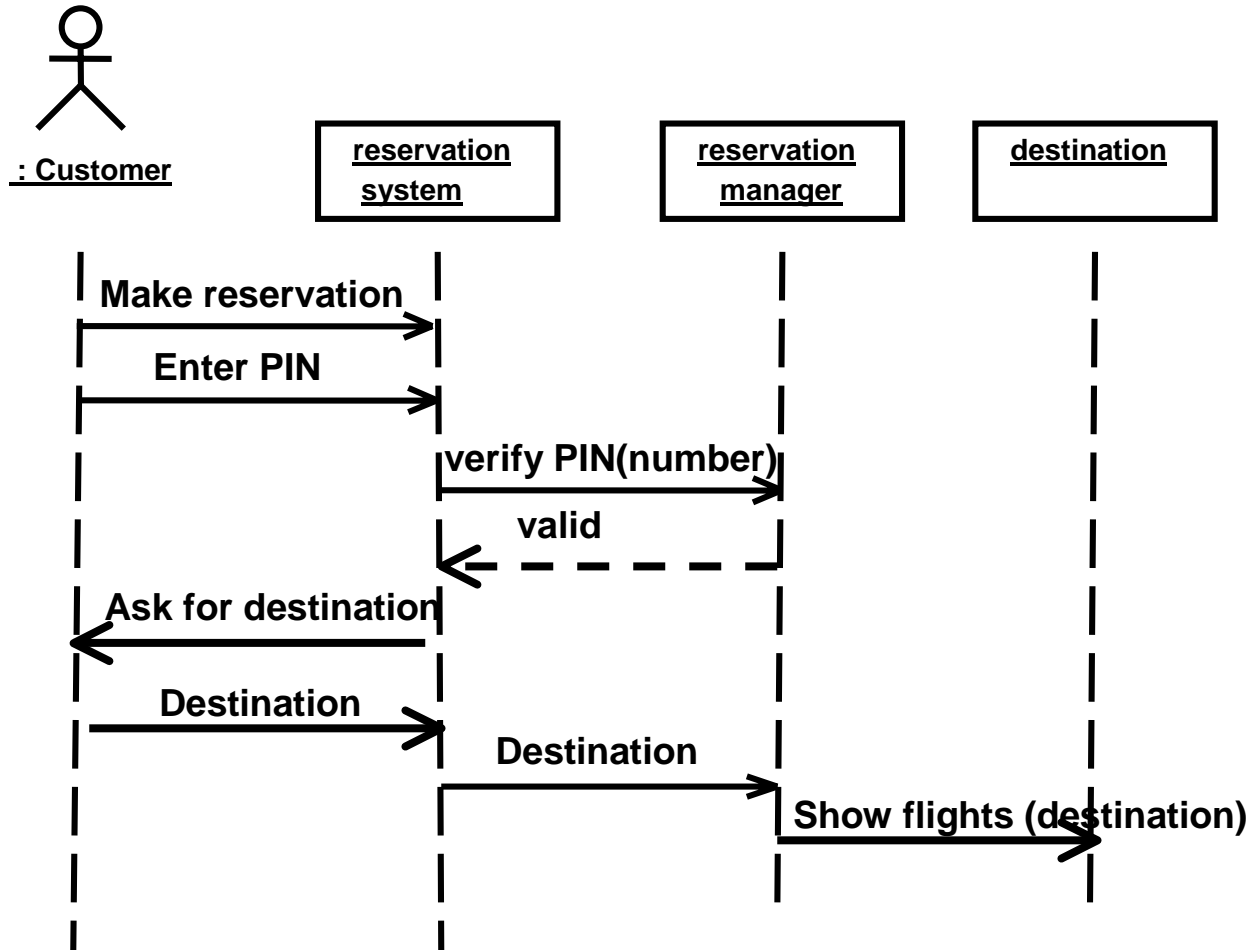 : Customer
reservation
system
reservation
manager
destination
Make reservation
Enter PIN
verify PIN(number)
valid
Ask for destination
Destination
Destination
Show flights (destination)